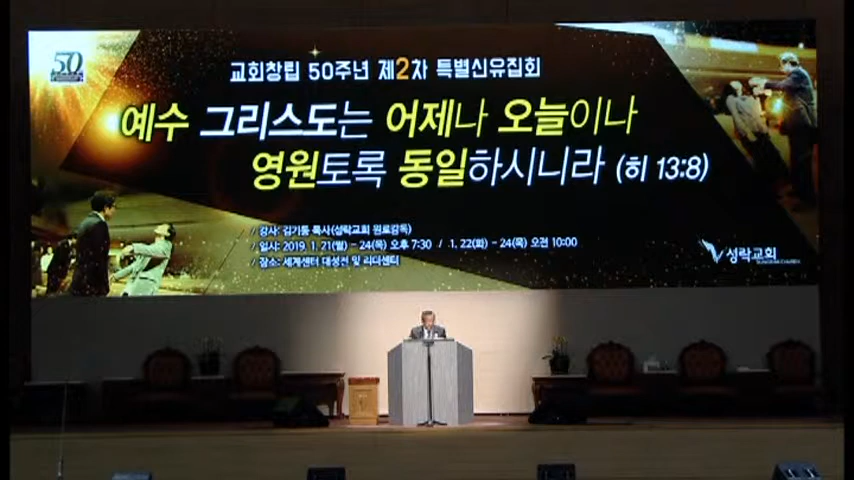 50
교회창립 50주년 제2차 특별신유집회
예수 그리스도는 어제나 오늘이나
영원토록 동일하시니라 (히 13:8)
/ 강사: 김기동 목사(성락교회 원로감독)
/ 일시: 2019. 1. 21(월) - 24(목) 오후 7:30 / 1. 22(화) - 24(목) 오전 10:00
/ 장소: 세계센터 대성전 및 리더센터
성락교회